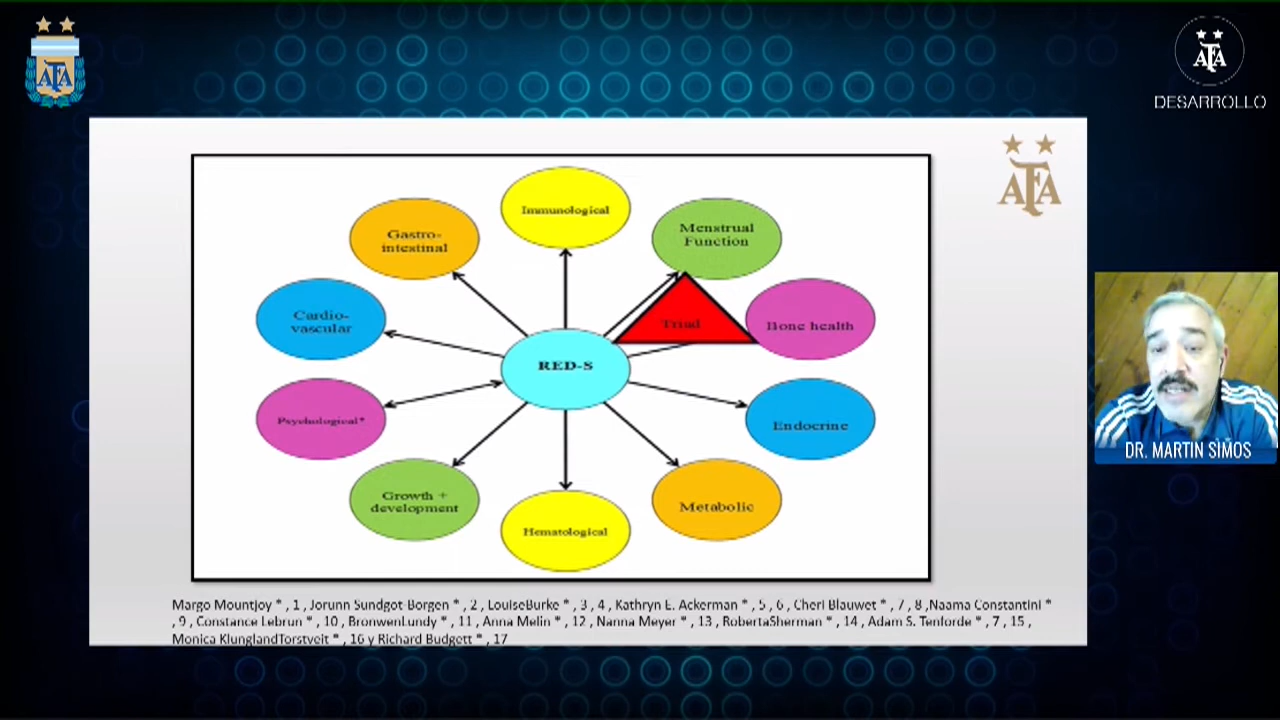 AFA
AFA
DESARROLLO
AFA
Immunological
Gastro-
intestinal
Menstrual
Function
Cardio-
vascular
Triad
Bone health
RED-S
Psychological*
Endocrine
Growth +
development
Metabolic
Hematological
DR. MARTIN SIMOS
Margo Mountjoy * , 1 , Jorunn Sundgot-Borgen * , 2 , LouiseBurke * , 3 , 4 , Kathryn E. Ackerman * , 5 , 6 , Cheri Blauwet * , 7 , 8 ,Naama Constantini *
, 9 , Constance Lebrun * , 10 , BronwenLundy * , 11 , Anna Melin * , 12 , Nanna Meyer * , 13 , RobertaSherman * , 14 , Adam S. Tenforde * , 7 , 15 ,
Monica KlunglandTorstveit * , 16 y Richard Budgett * , 17